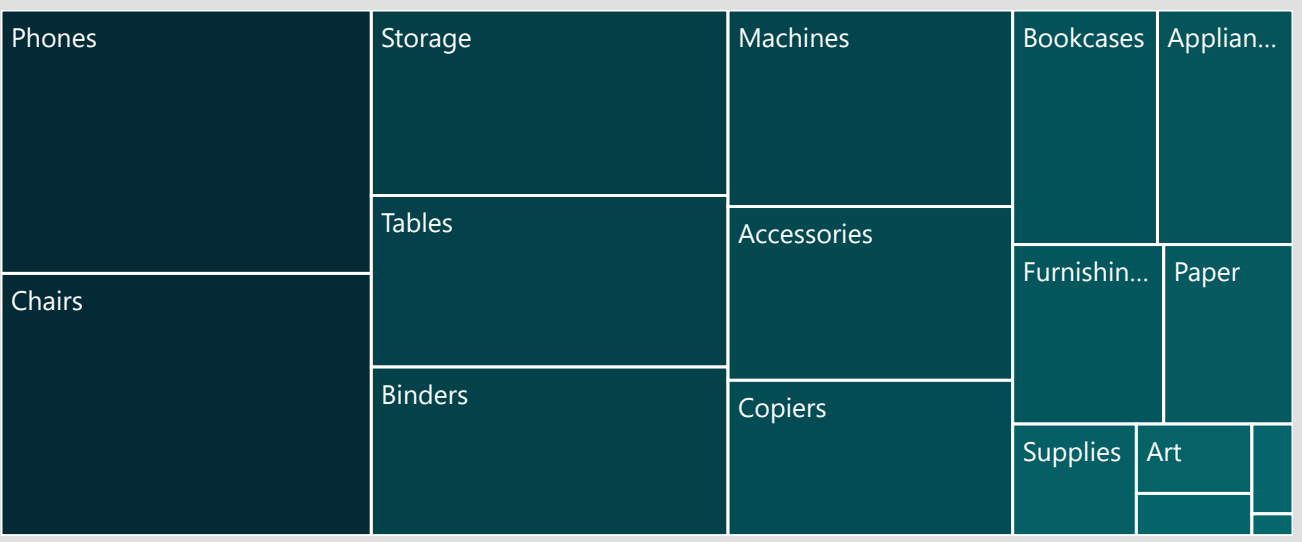 Phones
Storage
Machines
Bookcases
Applian...
Tables
Accessories
Furnishin...
Paper
Chairs
Binders
Copiers
Supplies
Art